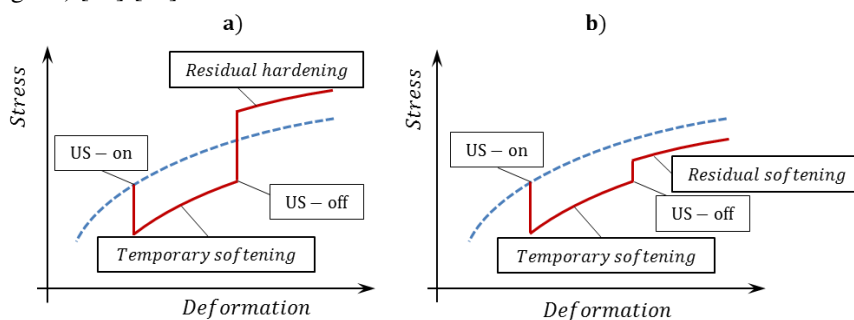 a)
b)
Stress
Residual hardening
US – on
US – off
Temporary softening
Deformation
Stress
US – on
Residual softening
US – off
Temporary softening
Deformation